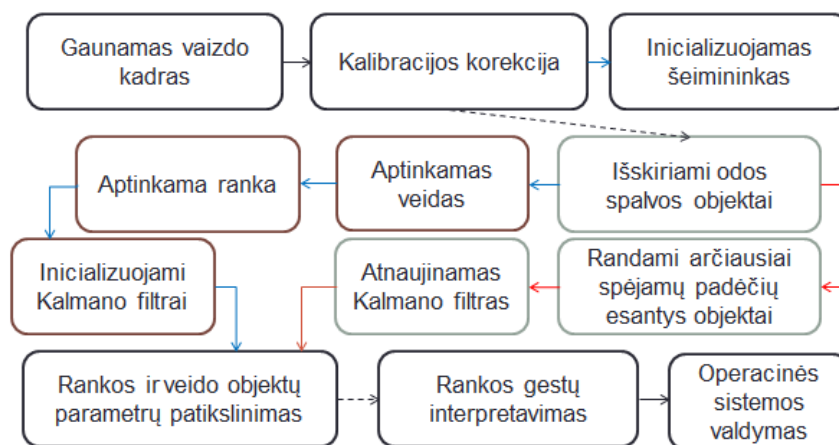 Gaunamas vaizdo
kadras
Kalibracijos korekcija
Inicializuojamas
šeimininkas
Aptinkama ranka
Aptinkamas
veidas
Išskiriami odos
spalvos objektai
Inicializuojami
Kalmano filtrai
Atnaujinamas
Kalmano filtras
Randami arčiausiai
spėjamų padėčių
esantys objektai
Rankos ir veido objektų
parametrų patikslinimas
Rankos gestų
interpretavimas
Operacinės
sistemos
valdymas